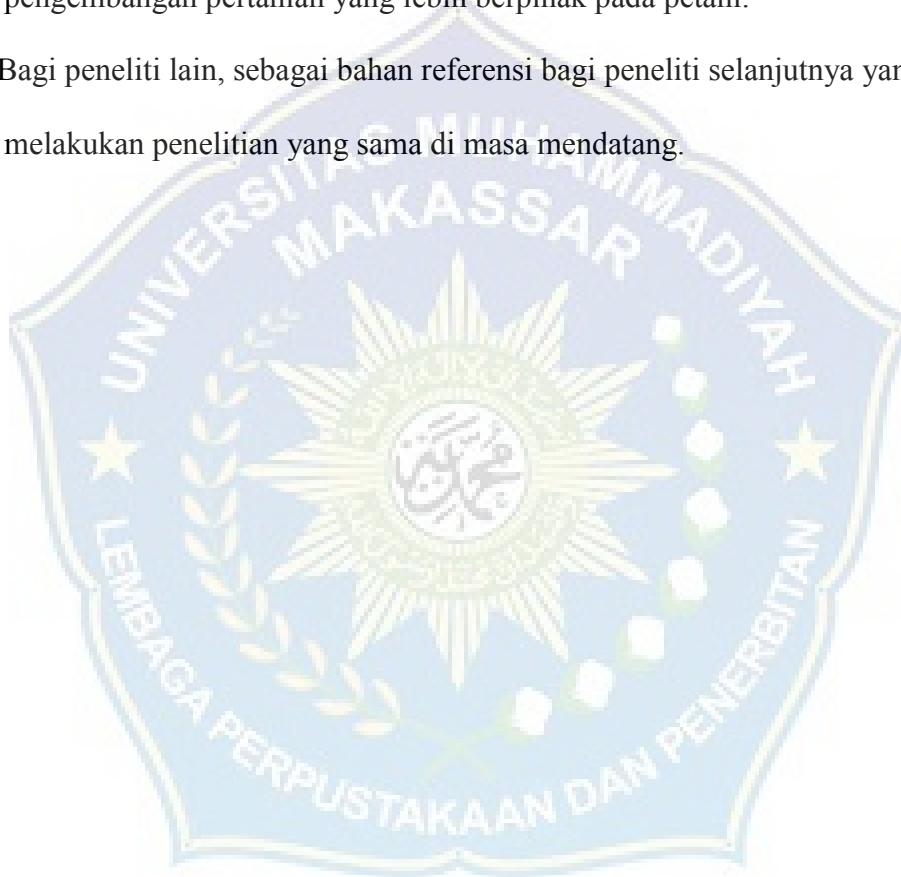 pengembangan pertanian yang lebih berpihak pada petani.
Bagi peneliti lain, sebagai bahan referensi bagi peneliti selanjutnya
melakukan penelitian yang sama di masa mendatang.
UNIVERSITAS MUHAMMADIYAH
MAKASSAR
LEMBAGA PERPUSTAKAAN DAN PENERBITAN